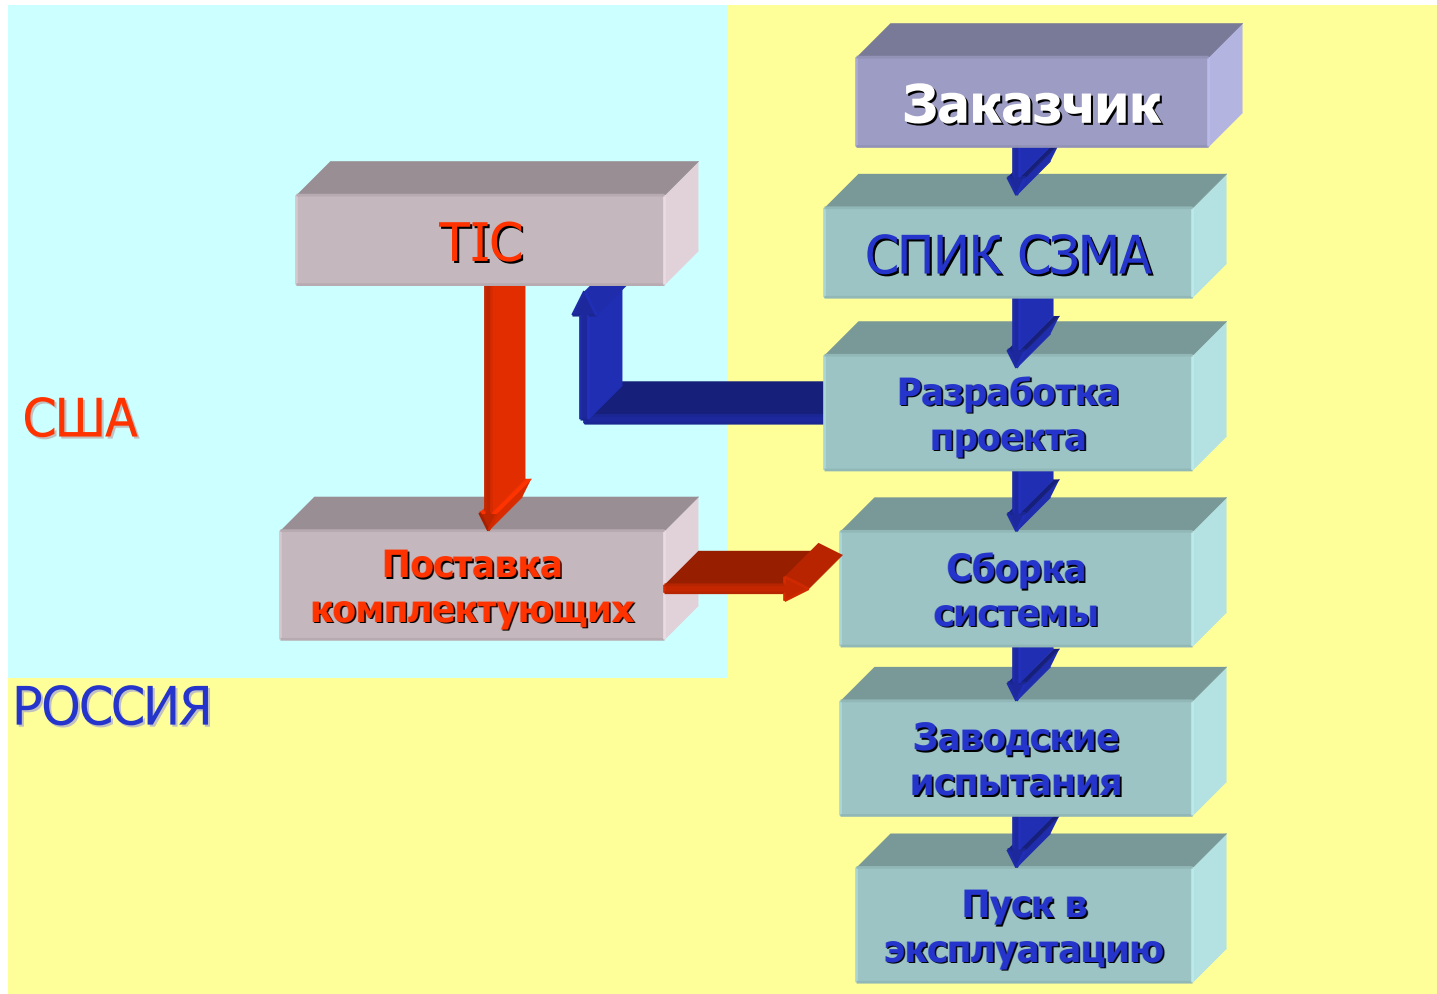 Заказчик
TIC
СПИК СЗМА
США
Разработка
проекта
Поставка
комплектующих
Сборка
системы
РОССИЯ
Заводские
испытания
Пуск в
эксплуатацию